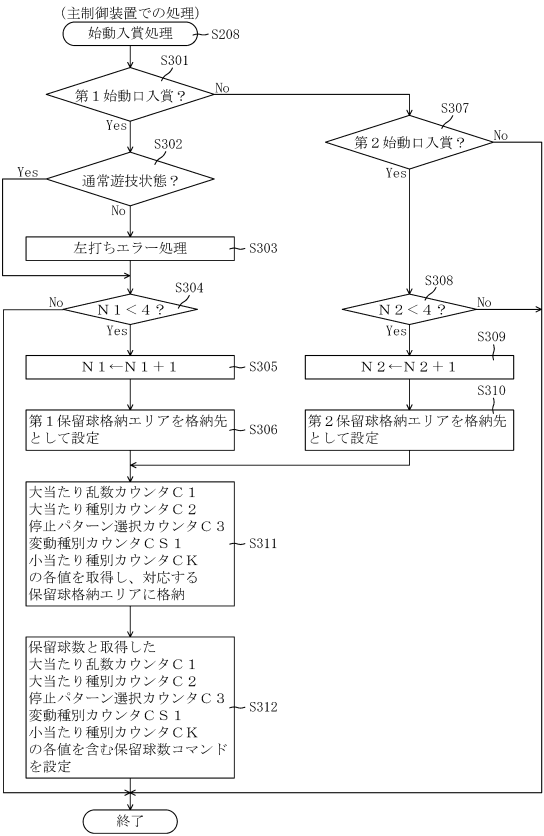 (主制御装置での処理)
始動入賞処理
S208
S301
第1始動口入賞?
No
Yes
S302
通常遊技状態?
Yes
No
左打ちエラー処理
S303
S304
N1<4?
No
Yes
N1←N1+1
S305
第1保留球格納エリアを格納先
として設定
S306
S307
第2始動口入賞?
No
Yes
S308
N2<4?
No
Yes
S309
N2←N2+1
S310
第2保留球格納エリアを格納先
として設定
大当たり乱数カウンタC1
大当たり種別カウンタC2
停止パターン選択カウンタC3
変動種別カウンタCS1
小当たり種別カウンタCK
の各値を取得し、対応する
保留球格納エリアに格納
S311
保留球数と取得した
大当たり乱数カウンタC1
大当たり種別カウンタC2
停止パターン選択カウンタC3
変動種別カウンタCS1
小当たり種別カウンタCK
の各値を含む保留球数コマンド
を設定
S312
終了